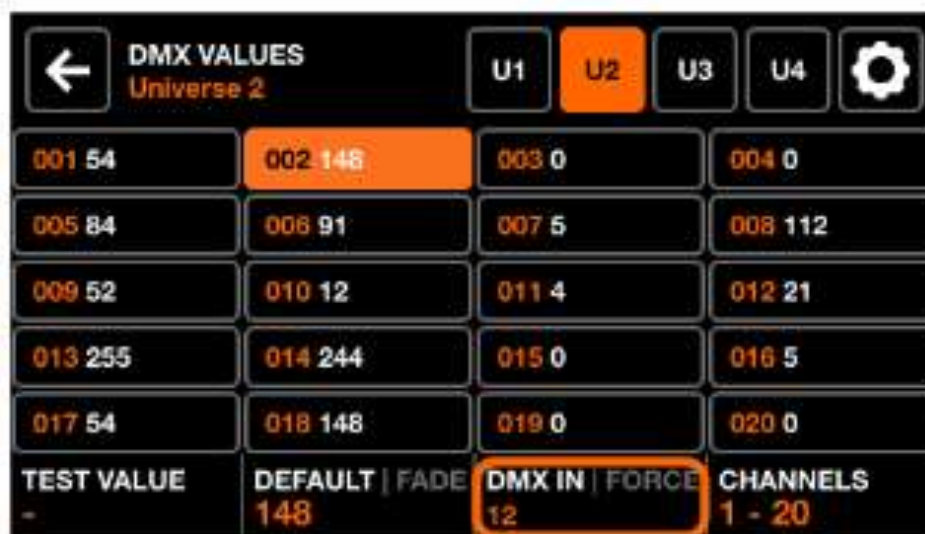 DMX VALUES
Universe 2
U1 U2 U3 U4
001 54 002 148 003 0 004 0
005 84 006 91 007 5 008 112
009 52 010 12 011 4 012 21
013 255 014 244 015 0 016 5
017 54 018 148 019 0 020 0
TEST VALUE DEFAULT | FADE DMX IN | FORCE CHANNELS
- 148 12 1 - 20